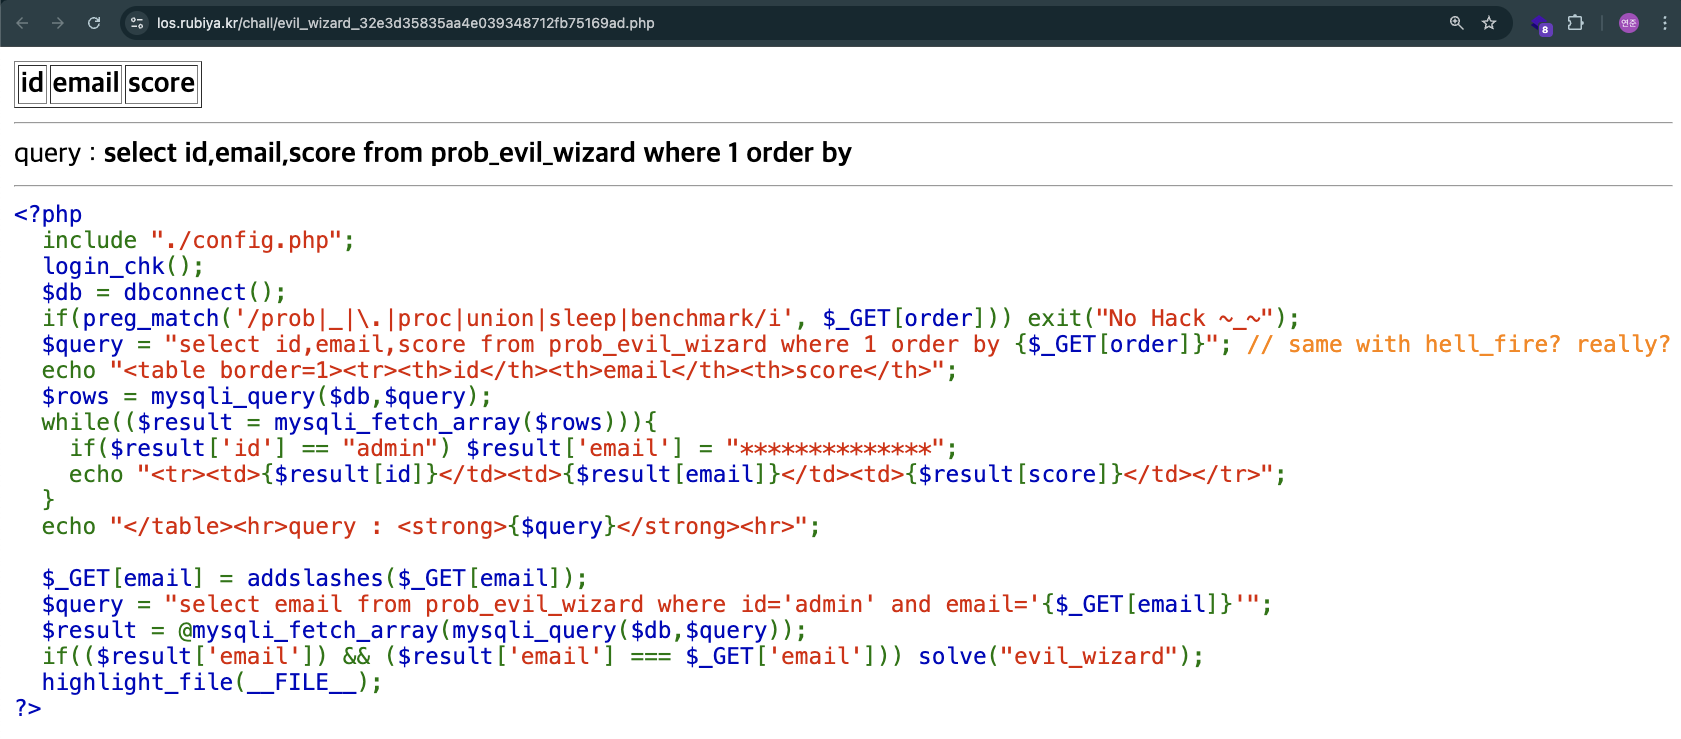 los.rubiya.kr/chall/evil_wizard_32e3d35835aa4e039348712fb75169ad.php
8
연준
id email score
query : select id,email,score from prob_evil_wizard where 1 order by
<?php
  include "./config.php";
  login_chk();
  $db = dbconnect();
  if(preg_match('/prob|_|\.|proc|union|sleep|benchmark/i', $_GET[order])) exit("No Hack ~_~");
  $query = "select id,email,score from prob_evil_wizard where 1 order by {$_GET[order]}"; // same with hell_fire? really?
  echo "<table border=1><tr><th>id</th><th>email</th><th>score</th>";
  $rows = mysqli_query($db,$query);
  while(($result = mysqli_fetch_array($rows))){
    if($result['id'] == "admin") $result['email'] = "**************";
    echo "<tr><td>{$result[id]}</td><td>{$result[email]}</td><td>{$result[score]}</td></tr>";
  }
  echo "</table><hr>query : <strong>{$query}</strong><hr>";

  $_GET[email] = addslashes($_GET[email]);
  $query = "select email from prob_evil_wizard where id='admin' and email='{$_GET[email]}'";
  $result = @mysqli_fetch_array(mysqli_query($db,$query));
  if(($result['email']) && ($result['email'] === $_GET['email'])) solve("evil_wizard");
  highlight_file(__FILE__);
?>